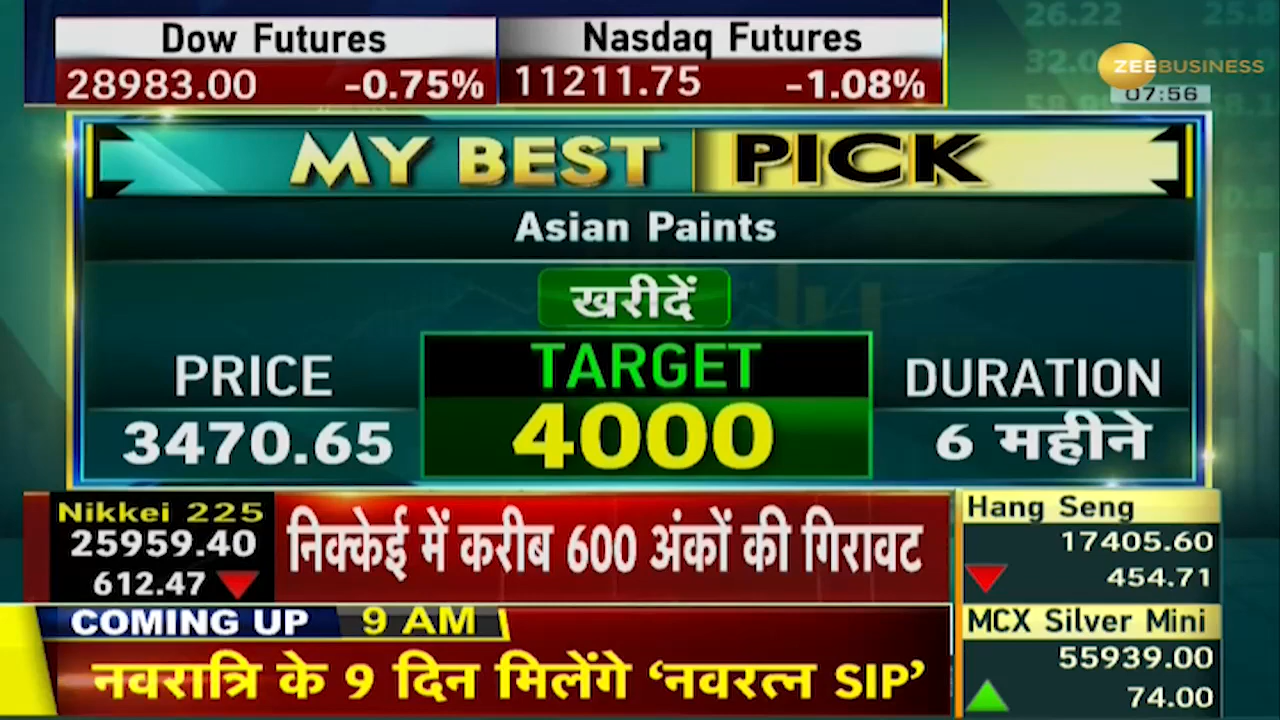 Dow Futures
28983.00 -0.75%
Nasdaq Futures
11211.75 -1.08%
26.22
ZEEBUSINESS
07:56
MY BEST PICK
Asian Paints
खरीदें
PRICE
3470.65
TARGET
4000
DURATION
6 महीने
Nikkei 225
25959.40
612.47
निक्केई में करीब 600 अंकों की गिरावट
Hang Seng
17405.60
454.71
COMING UP 9 AM
नवरात्रि के 9 दिन मिलेंगे ‘नवरत्न SIP’
MCX Silver Mini
55939.00
74.00